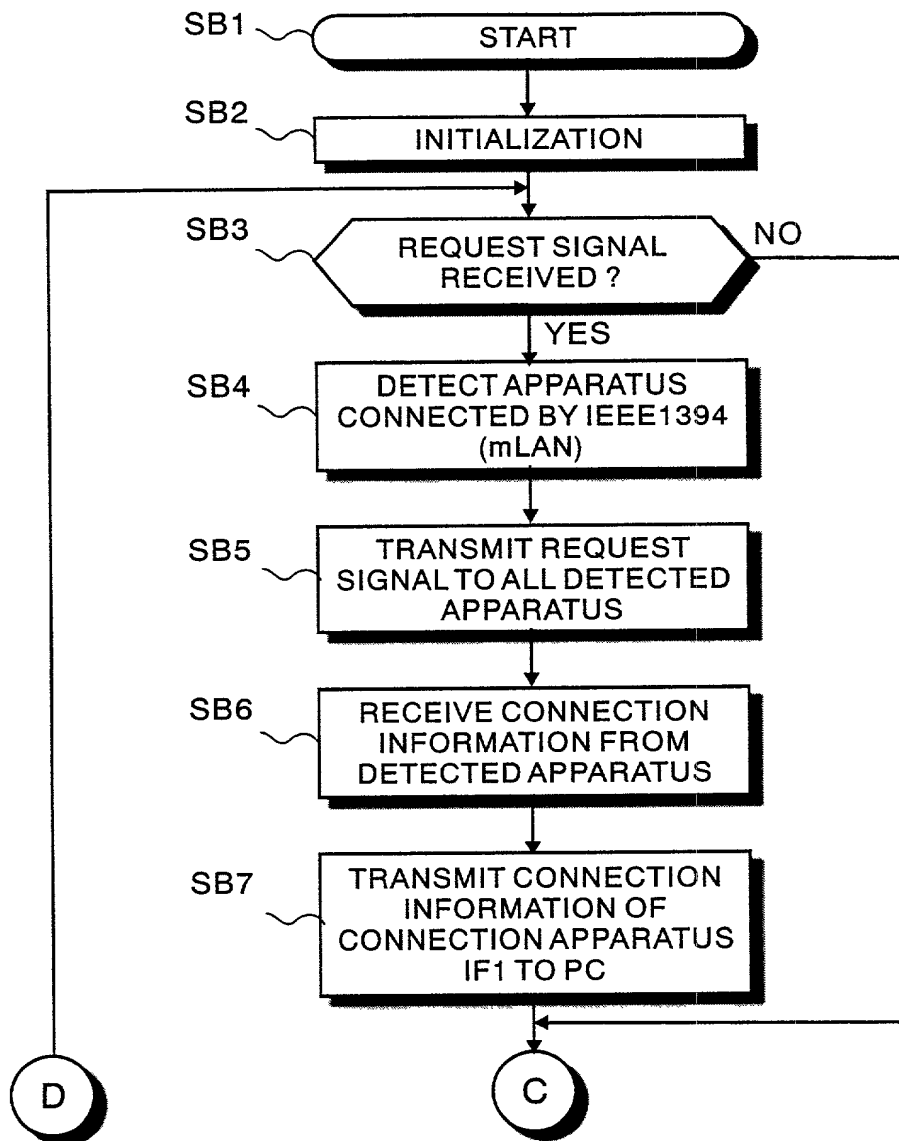 SB1
START
SB2
INITIALIZATION
SB3
REQUEST SIGNAL
RECEIVED ?
NO
YES
SB4
DETECT APPARATUS
CONNECTED BY IEEE1394
(mLAN)
SB5
TRANSMIT REQUEST
SIGNAL TO ALL DETECTED
APPARATUS
SB6
RECEIVE CONNECTION
INFORMATION FROM
DETECTED APPARATUS
SB7
TRANSMIT CONNECTION
INFORMATION OF
CONNECTION APPARATUS
IF1 TO PC
D
C